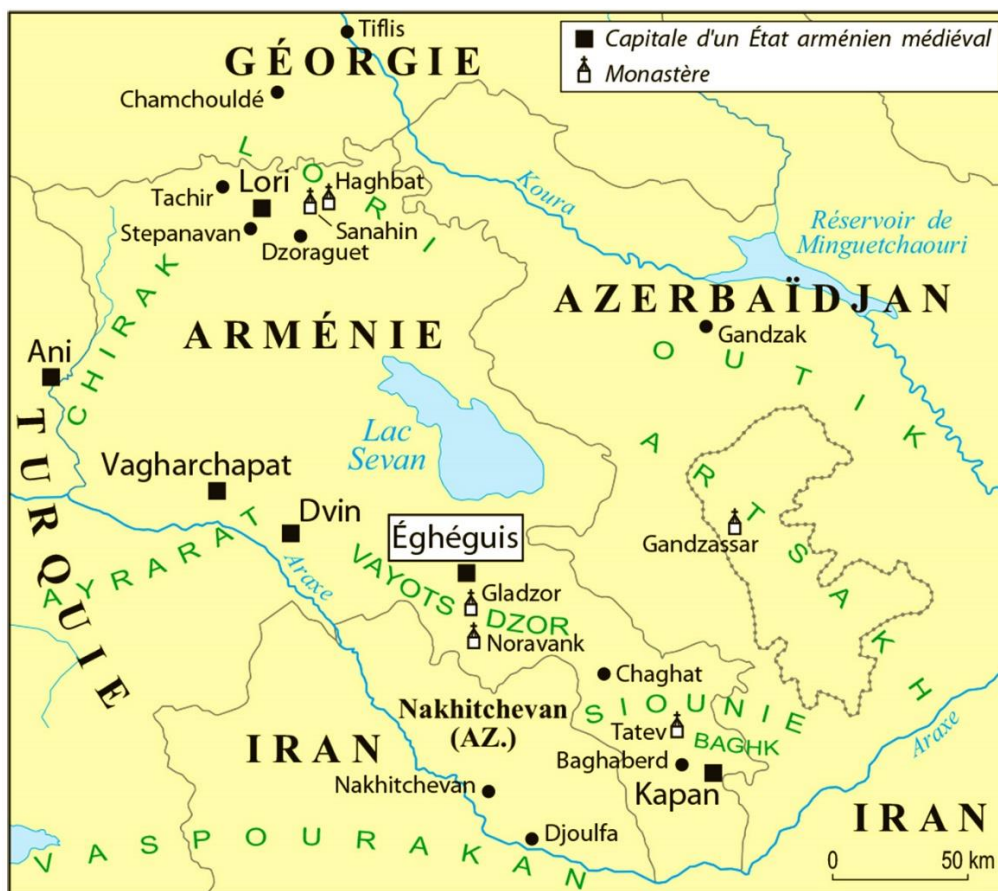 Tiflis
Capitale d'un État arménien médiéval
Monastère
GÉORGIE
Chamchouldé
LORI
Lori
Haghbat
Tachir
Sanahin
Stepanavan
Dzoraguet
Koura
Réservoir de
Minguetchaouri
AZERBAÏDJAN
Gandzak
CHIRAK
ARMÉNIE
OUTIK
Ani
TURQUIE
Lac
Sevan
ARTSAKH
Vagharchapat
Dvin
Gandzassar
Éghéguis
AYRARAT
Araxe
VAYOTS DZOR
Gladzor
Noravank
Chaghat
SIOUNIE
Nakhitchevan
(AZ.)
Tatev
BAGHK
Araxe
IRAN
Baghaberd
Nakhitchevan
Kapan
IRAN
Djoulfa
VASPOURAKAN
0 50 km